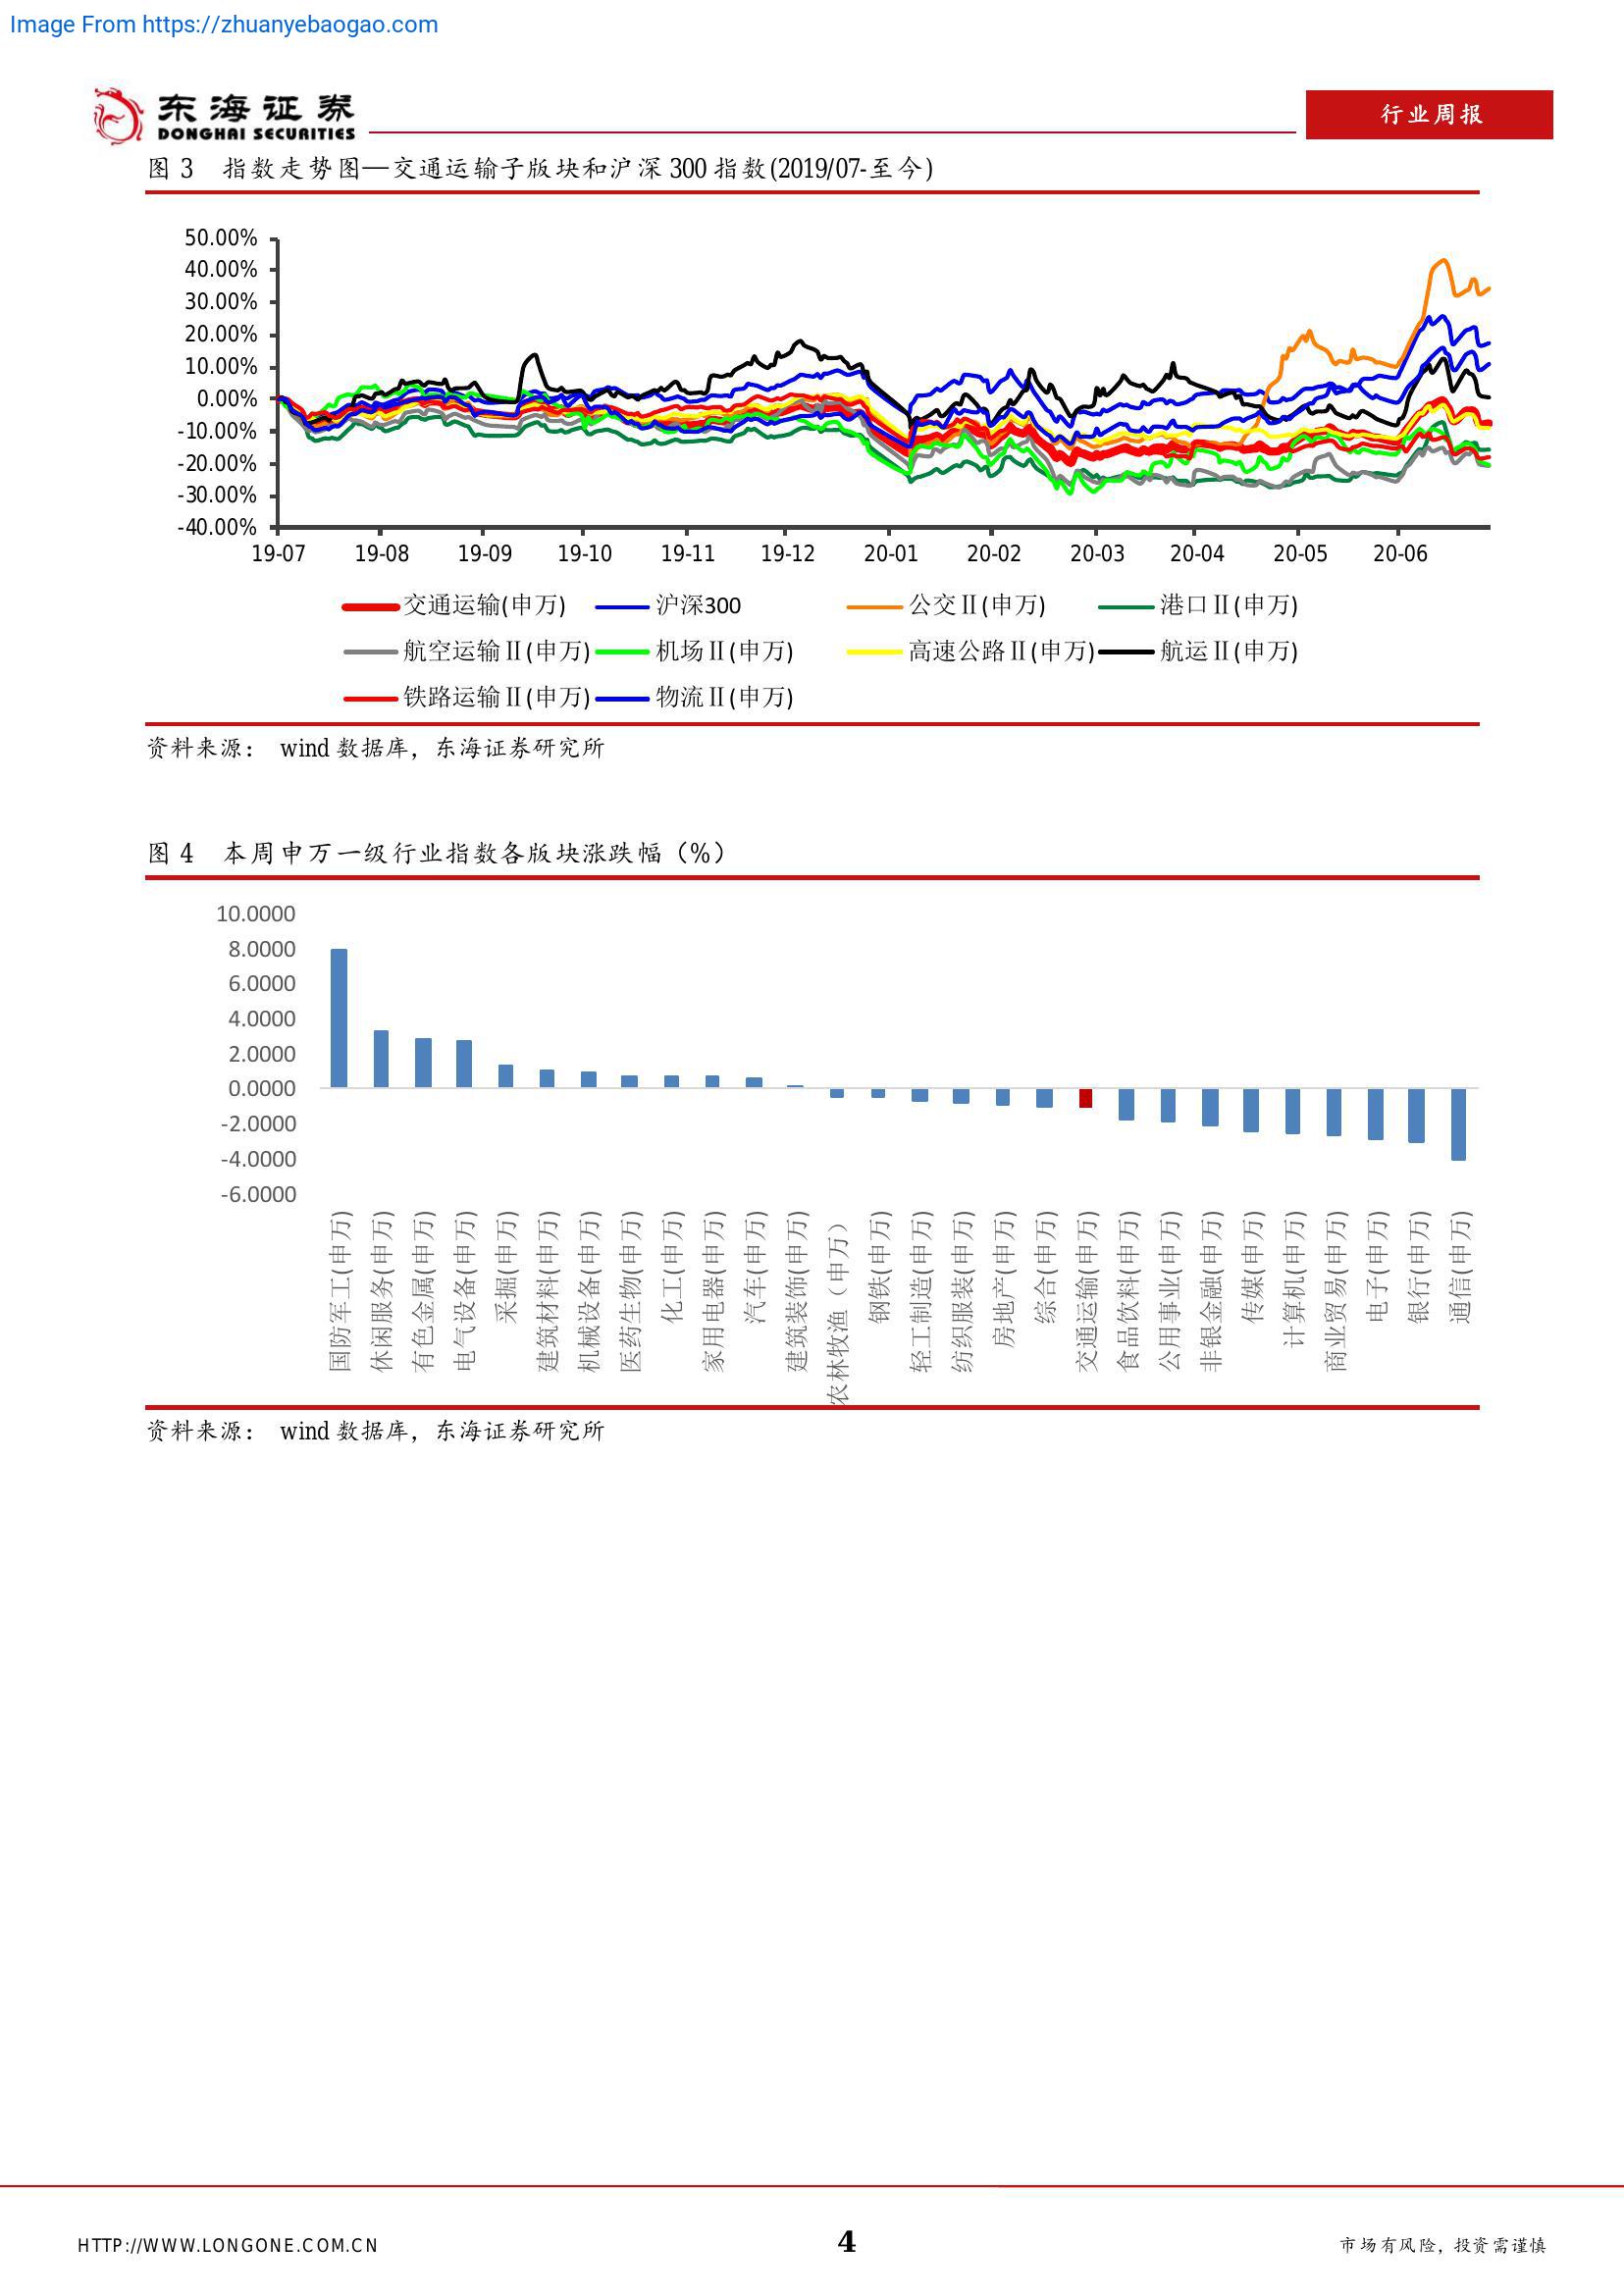 Image From https://zhuanyebaogao.com
东海证券
DONGHAI SECURITIES
行业周报
图 3 指数走势图—交通运输子版块和沪深 300 指数(2019/07-至今)
50.00%
40.00%
30.00%
20.00%
10.00%
0.00%
-10.00%
-20.00%
-30.00%
-40.00%
19-07 19-08 19-09 19-10 19-11 19-12 20-01 20-02 20-03 20-04 20-05 20-06
交通运输(申万) 沪深300 公交Ⅱ(申万) 港口Ⅱ(申万)
航空运输Ⅱ(申万) 机场Ⅱ(申万) 高速公路Ⅱ(申万) 航运Ⅱ(申万)
铁路运输Ⅱ(申万) 物流Ⅱ(申万)
资料来源： wind 数据库，东海证券研究所
图 4 本周申万一级行业指数各版块涨跌幅（%）
10.0000
8.0000
6.0000
4.0000
2.0000
0.0000
-2.0000
-4.0000
-6.0000
国防军工(申万)
休闲服务(申万)
有色金属(申万)
电气设备(申万)
采掘(申万)
建筑材料(申万)
机械设备(申万)
医药生物(申万)
化工(申万)
家用电器(申万)
汽车(申万)
建筑装饰(申万)
农林牧渔（申万）
钢铁(申万)
轻工制造(申万)
纺织服装(申万)
房地产(申万)
综合(申万)
交通运输(申万)
食品饮料(申万)
公用事业(申万)
非银金融(申万)
传媒(申万)
计算机(申万)
商业贸易(申万)
电子(申万)
银行(申万)
通信(申万)
资料来源： wind 数据库，东海证券研究所
HTTP://WWW.LONGONE.COM.CN
4
市场有风险，投资需谨慎